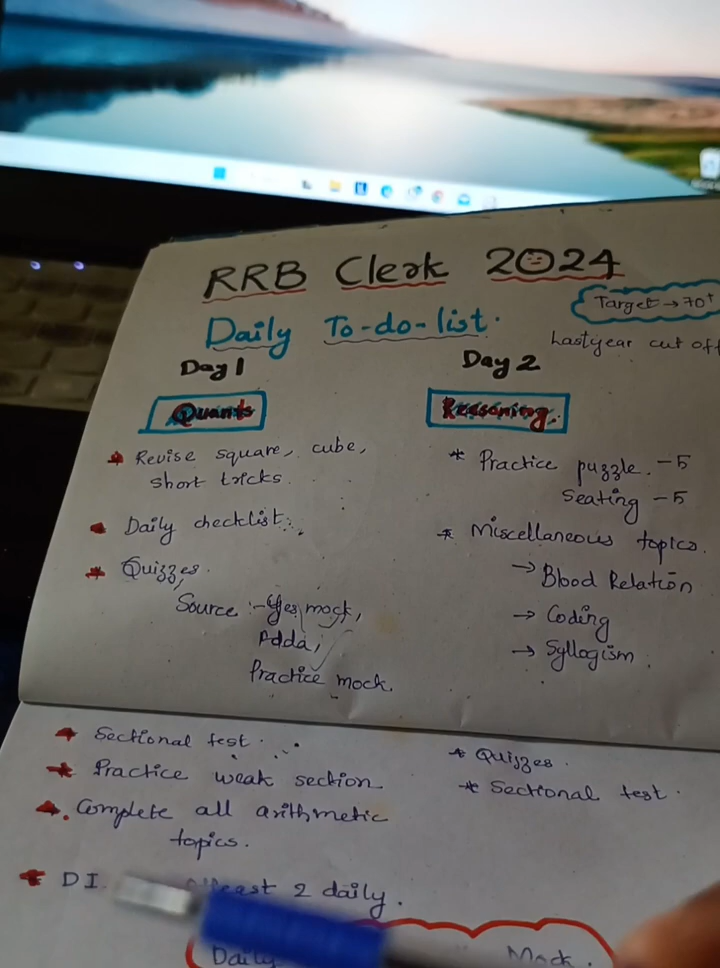 RRB Clerk 2024
Target → 70+
Daily To-do-list.
Last year cut off
Day 1
Quants
* Revise square, cube,
short tricks.
* Daily checklist
* Quizzes.
Source :- Yes mock,
Adda,
Practice mock.
* Sectional test.
* Practice weak section
* Complete all arithmetic
topics.
* DI. Atleast 2 daily.
Day 2
Reasoning
* Practice puzzle. - 5
Seating - 5
* Miscellaneous topics.
→ Blood Relation
→ Coding
→ Syllogism.
* Quizzes.
* Sectional test.
Daily Mock.